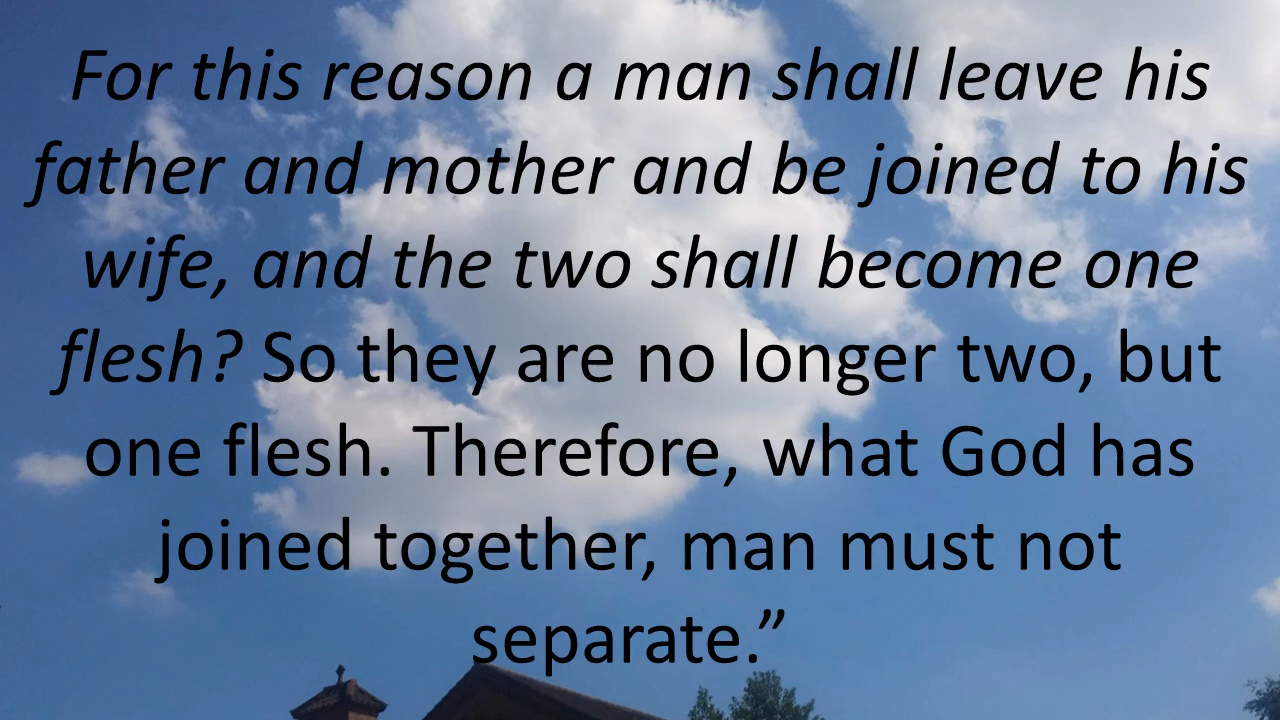 For this reason a man shall leave his
father and mother and be joined to his
wife, and the two shall become one
flesh? So they are no longer two, but
one flesh. Therefore, what God has
joined together, man must not
separate.”